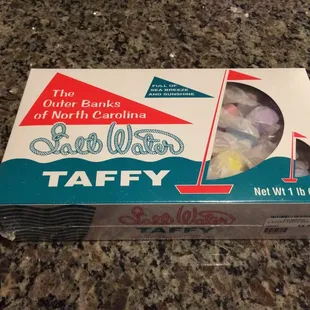 The
Outer Banks
of North Carolina
FULL OF
SEA BREEZE
AND SUNSHINE
Salt Water
TAFFY
Net Wt 1 lb
Salt Water
TAFFY